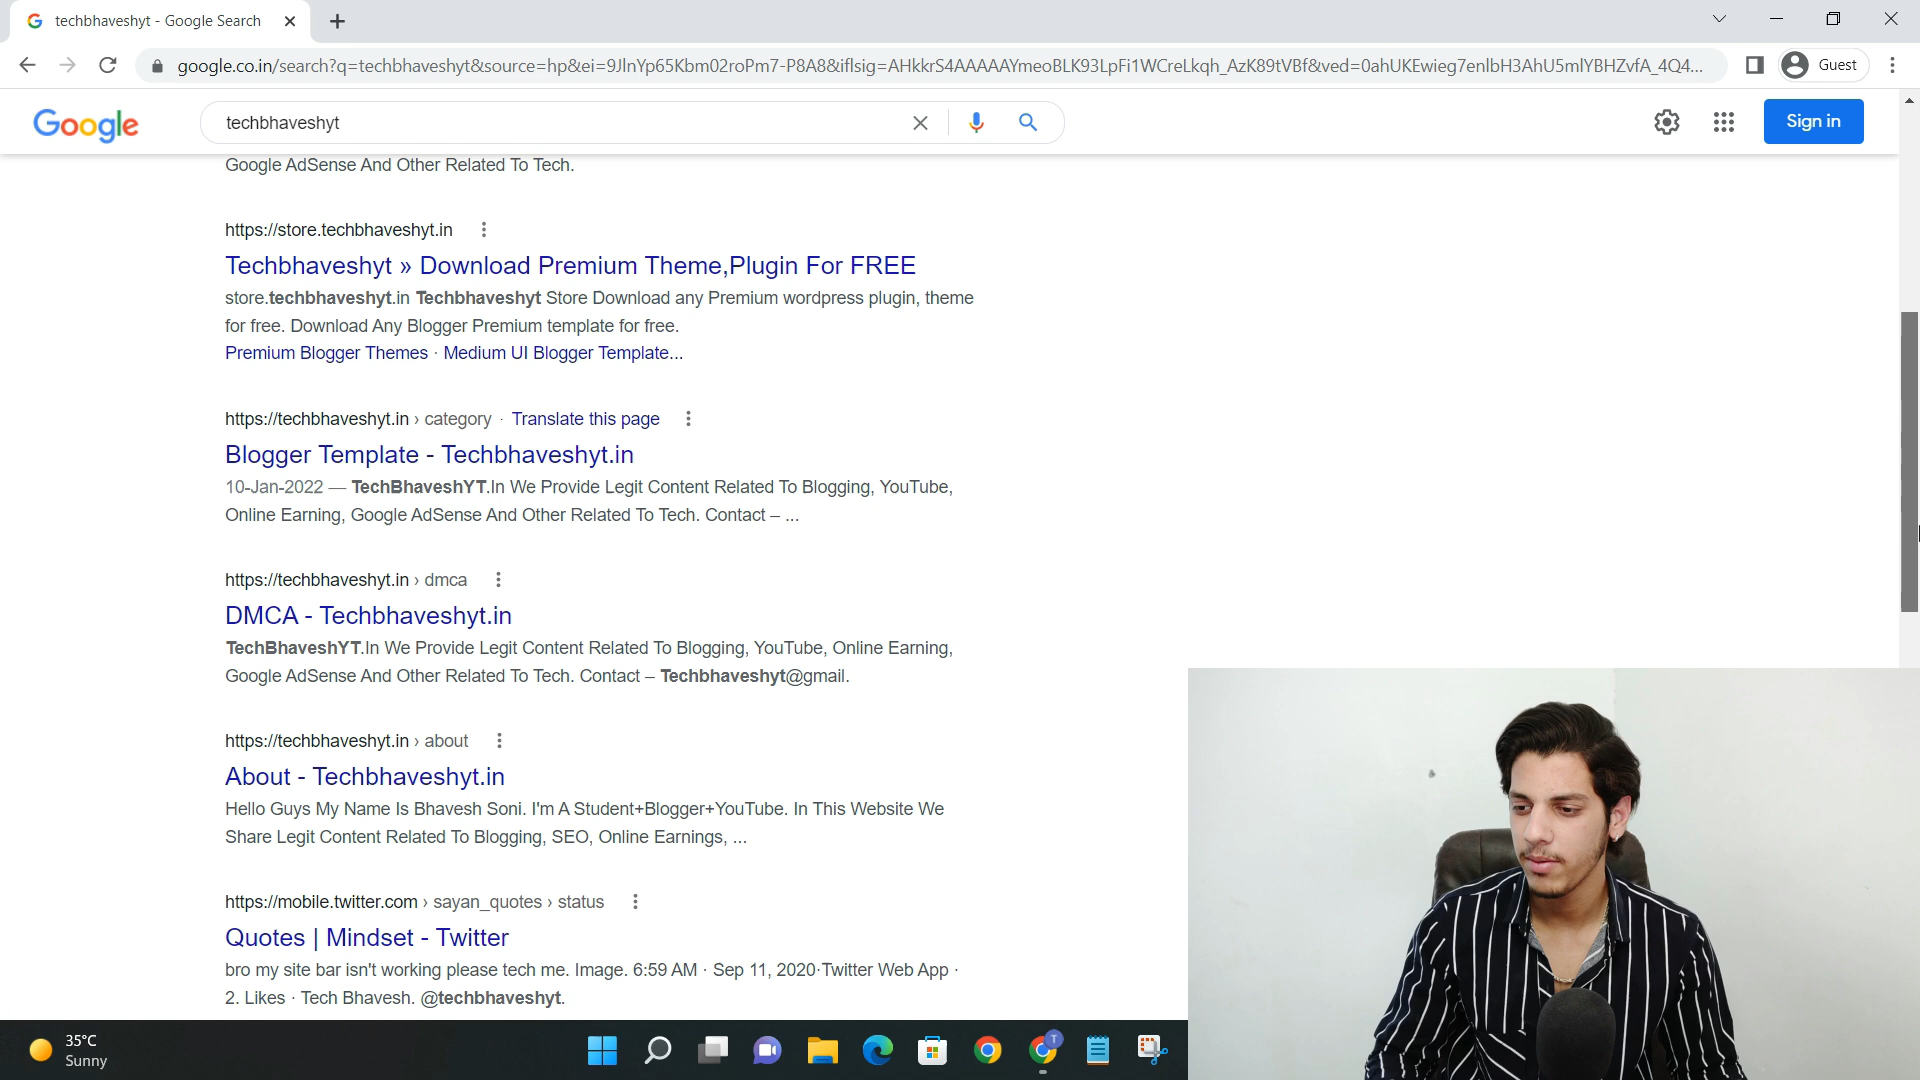 techbhaveshyt - Google Search
google.co.in/search?q=techbhaveshyt&source=hp&ei=9JlnYp65Kbm02roPm7-P8A8&iflsig=AHkkrS4AAAAAYmeoBLK93LpFi1WCreLkqh_AzK89tVBf&ved=0ahUKEwieg7enlbH3AhU5mlYBHZvfA_4Q4...
Guest
Google
techbhaveshyt
Sign in
Google AdSense And Other Related To Tech.
https://store.techbhaveshyt.in
Techbhaveshyt » Download Premium Theme,Plugin For FREE
store.techbhaveshyt.in Techbhaveshyt Store Download any Premium wordpress plugin, theme
for free. Download Any Blogger Premium template for free.
Premium Blogger Themes · Medium UI Blogger Template...
https://techbhaveshyt.in › category · Translate this page
Blogger Template - Techbhaveshyt.in
10-Jan-2022 — TechBhaveshYT.In We Provide Legit Content Related To Blogging, YouTube,
Online Earning, Google AdSense And Other Related To Tech. Contact – ...
https://techbhaveshyt.in › dmca
DMCA - Techbhaveshyt.in
TechBhaveshYT.In We Provide Legit Content Related To Blogging, YouTube, Online Earning,
Google AdSense And Other Related To Tech. Contact – Techbhaveshyt@gmail.
https://techbhaveshyt.in › about
About - Techbhaveshyt.in
Hello Guys My Name Is Bhavesh Soni. I'm A Student+Blogger+YouTube. In This Website We
Share Legit Content Related To Blogging, SEO, Online Earnings, ...
https://mobile.twitter.com › sayan_quotes › status
Quotes | Mindset - Twitter
bro my site bar isn't working please tech me. Image. 6:59 AM · Sep 11, 2020·Twitter Web App ·
2. Likes · Tech Bhavesh. @techbhaveshyt.
35°C
Sunny
T